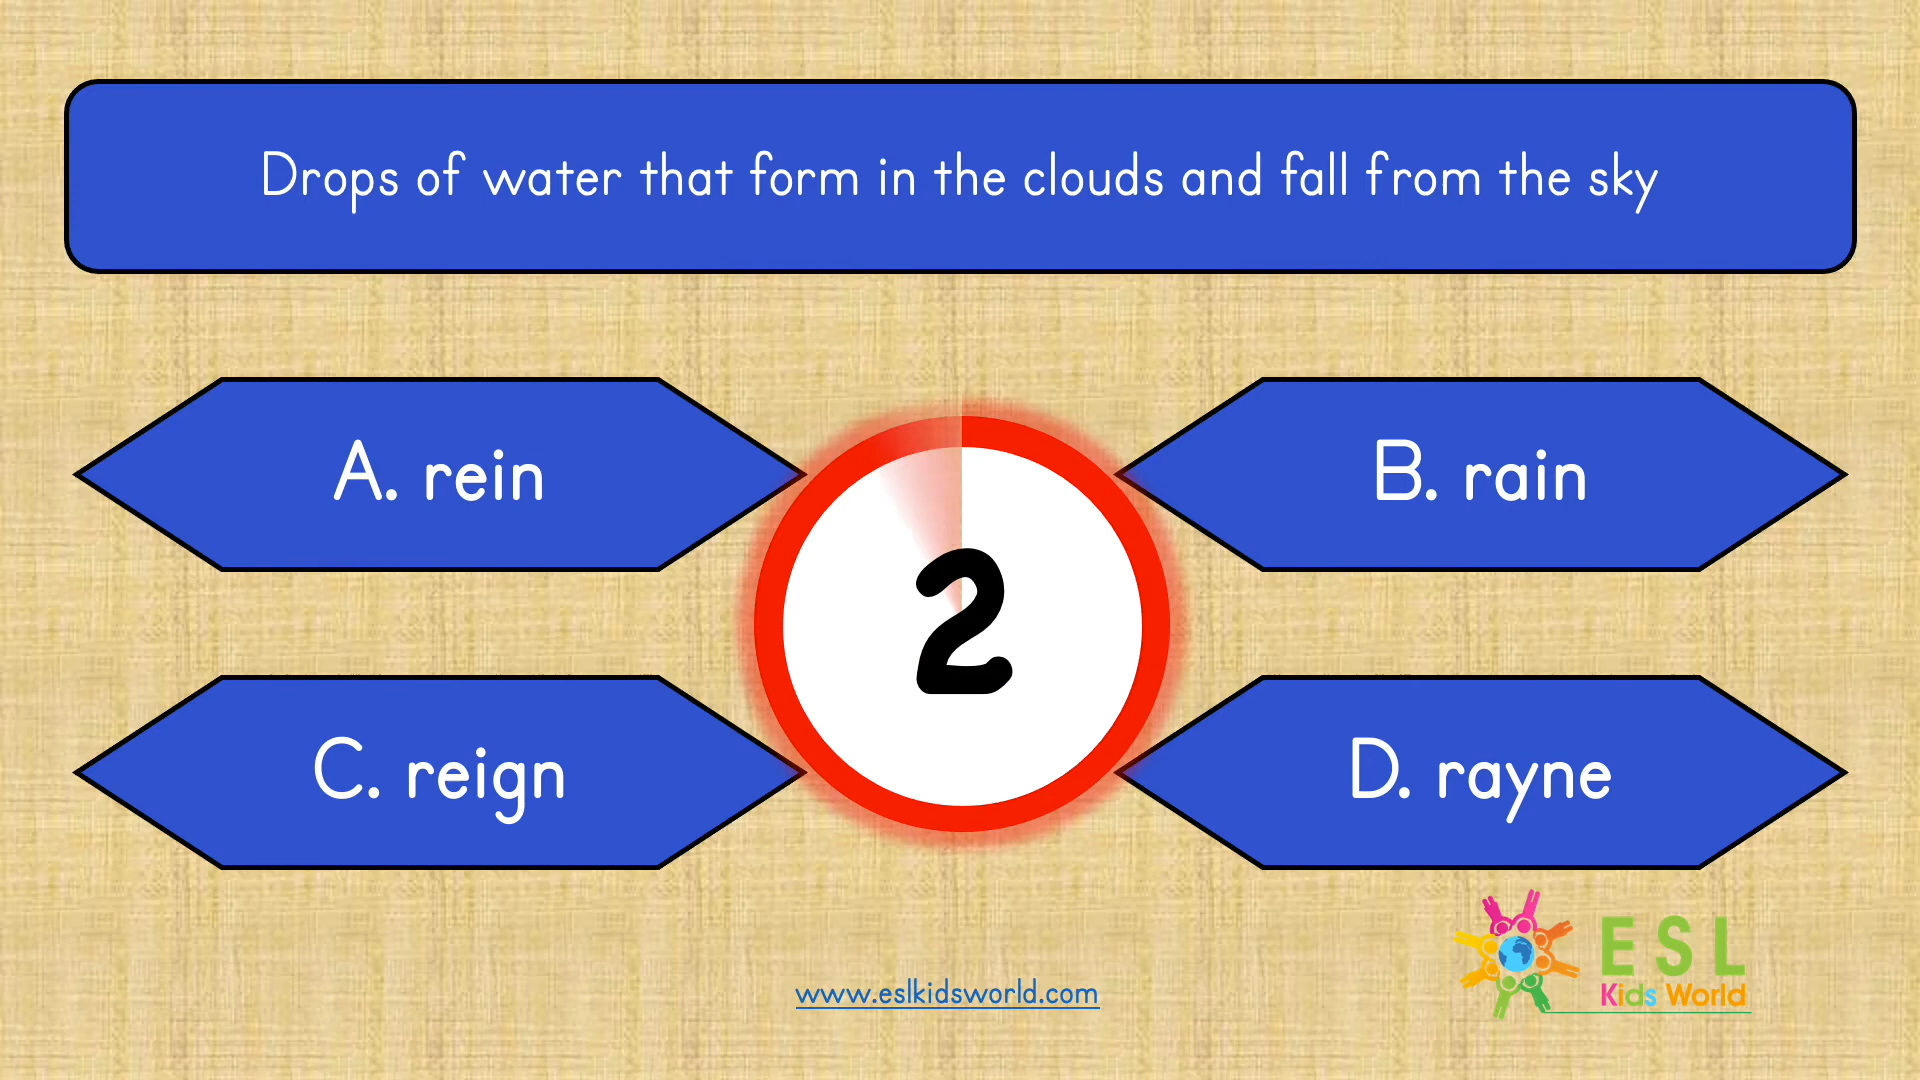 Drops of water that form in the clouds and fall from the sky
A. rein
B. rain
2
C. reign
D. rayne
www.eslkidsworld.com
ESL
Kids World